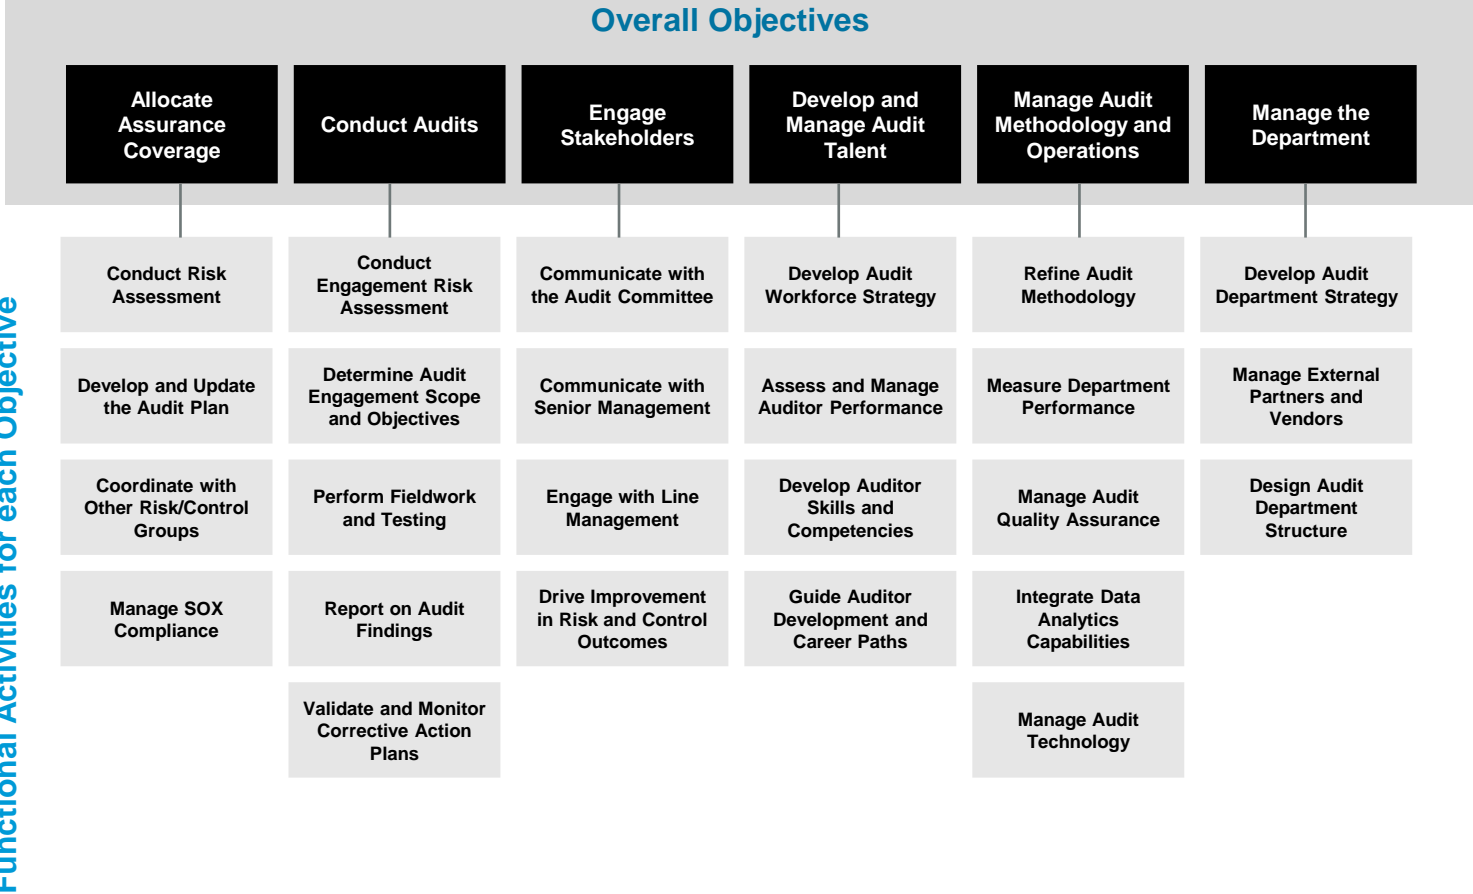 Overall Objectives
Allocate
Assurance
Coverage
Conduct Audits
Engage
Stakeholders
Develop and
Manage Audit
Talent
Manage Audit
Methodology and
Operations
Manage the
Department
Functional Activities for each Objective
Conduct Risk
Assessment
Develop and Update
the Audit Plan
Coordinate with
Other Risk/Control
Groups
Manage SOX
Compliance
Conduct
Engagement Risk
Assessment
Determine Audit
Engagement Scope
and Objectives
Perform Fieldwork
and Testing
Report on Audit
Findings
Validate and Monitor
Corrective Action
Plans
Communicate with
the Audit Committee
Communicate with
Senior Management
Engage with Line
Management
Drive Improvement
in Risk and Control
Outcomes
Develop Audit
Workforce Strategy
Assess and Manage
Auditor Performance
Develop Auditor
Skills and
Competencies
Guide Auditor
Development and
Career Paths
Refine Audit
Methodology
Measure Department
Performance
Manage Audit
Quality Assurance
Integrate Data
Analytics
Capabilities
Manage Audit
Technology
Develop Audit
Department Strategy
Manage External
Partners and
Vendors
Design Audit
Department
Structure